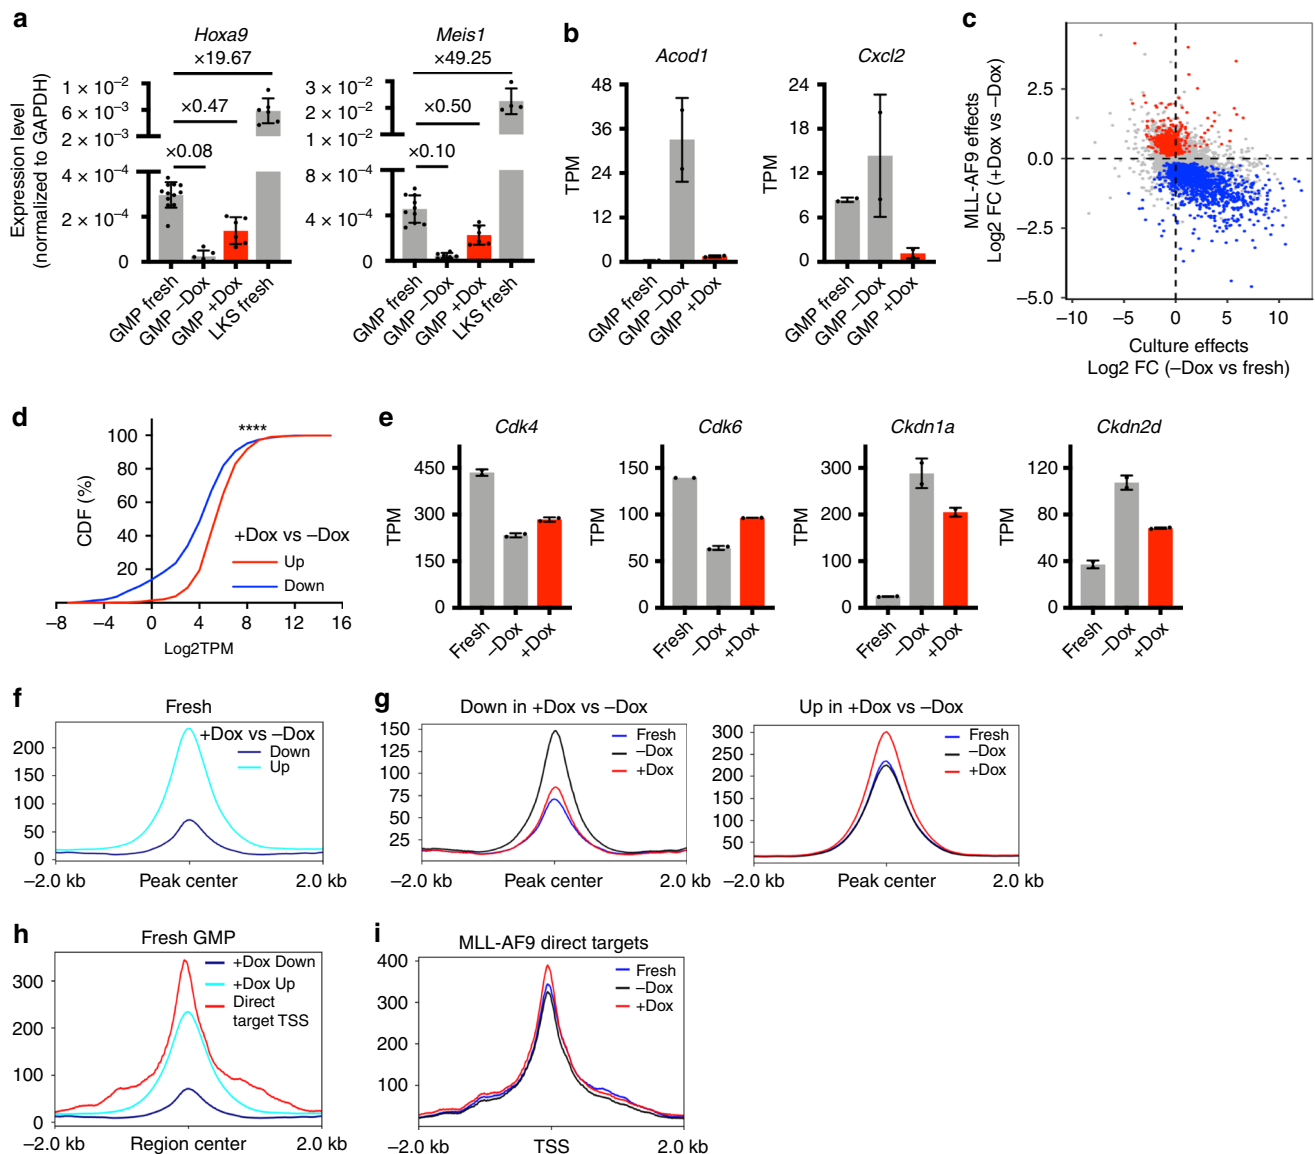 a
Hoxa9
×19.67
×0.47
×0.08
1 × 10⁻²
6 × 10⁻³
2 × 10⁻³
4 × 10⁻⁴
2 × 10⁻⁴
0
Expression level
(normalized to GAPDH)
GMP fresh
GMP –Dox
GMP +Dox
LKS fresh
Meis1
×49.25
×0.50
×0.10
3 × 10⁻²
2 × 10⁻²
1 × 10⁻²
8 × 10⁻⁴
4 × 10⁻⁴
0
GMP fresh
GMP –Dox
GMP +Dox
LKS fresh
b
Acod1
TPM
48
36
24
12
0
GMP fresh
GMP –Dox
GMP +Dox
Cxcl2
TPM
24
18
12
6
0
GMP fresh
GMP –Dox
GMP +Dox
c
MLL-AF9 effects
Log2 FC (+Dox vs –Dox)
2.5
0.0
–2.5
–5.0
–10 –5 0 5 10
Culture effects
Log2 FC (–Dox vs fresh)
d
CDF (%)
100
80
60
40
20
****
+Dox vs –Dox
Up
Down
–8 –4 0 4 8 12 16
Log2TPM
e
Cdk4
TPM
450
300
150
0
Fresh
–Dox
+Dox
Cdk6
TPM
150
100
50
0
Fresh
–Dox
+Dox
Ckdn1a
TPM
300
200
100
0
Fresh
–Dox
+Dox
Ckdn2d
TPM
120
80
40
0
Fresh
–Dox
+Dox
f
Fresh
+Dox vs –Dox
Down
Up
200
150
100
50
0
–2.0 kb Peak center 2.0 kb
g
Down in +Dox vs –Dox
Fresh
–Dox
+Dox
150
125
100
75
50
25
–2.0 kb Peak center 2.0 kb
Up in +Dox vs –Dox
Fresh
–Dox
+Dox
300
250
200
150
100
50
–2.0 kb Peak center 2.0 kb
h
Fresh GMP
+Dox Down
+Dox Up
Direct
target TSS
300
200
100
0
–2.0 kb Region center 2.0 kb
i
MLL-AF9 direct targets
Fresh
–Dox
+Dox
400
300
200
100
–2.0 kb TSS 2.0 kb